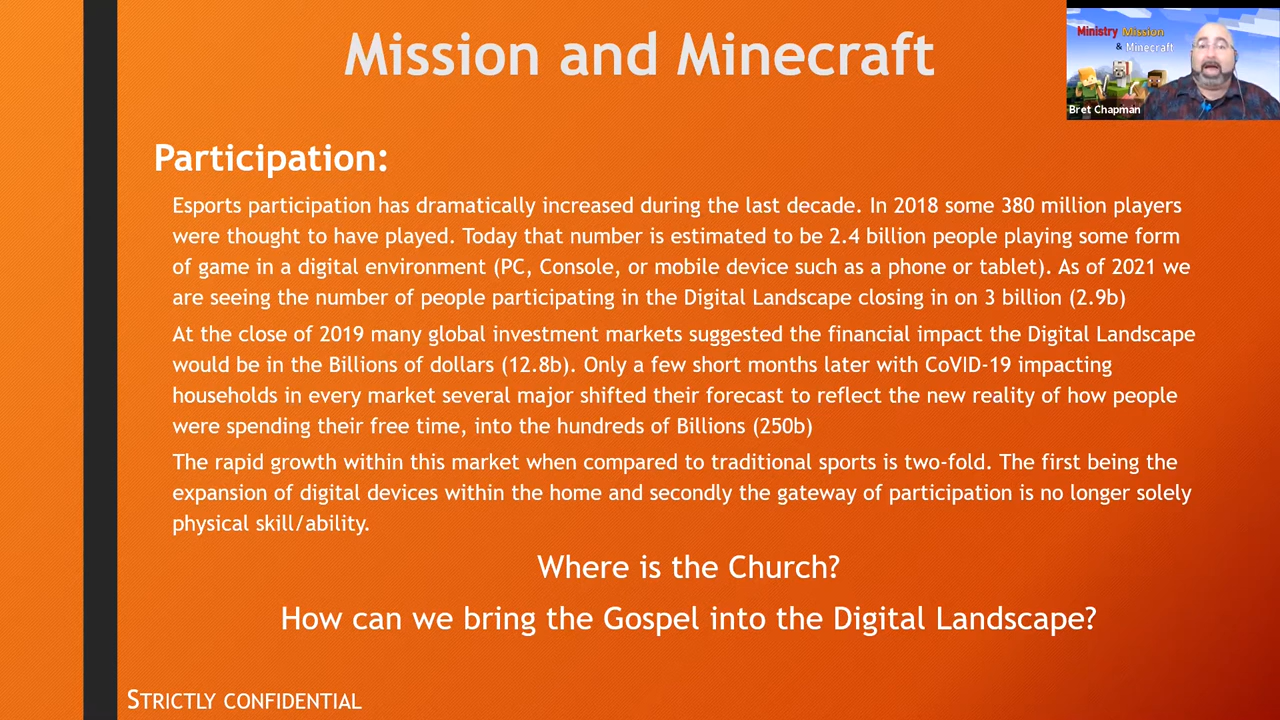 Mission and Minecraft
Ministry Mission
& Minecraft
Bret Chapman
Participation:
Esports participation has dramatically increased during the last decade. In 2018 some 380 million players
were thought to have played. Today that number is estimated to be 2.4 billion people playing some form
of game in a digital environment (PC, Console, or mobile device such as a phone or tablet). As of 2021 we
are seeing the number of people participating in the Digital Landscape closing in on 3 billion (2.9b)
At the close of 2019 many global investment markets suggested the financial impact the Digital Landscape
would be in the Billions of dollars (12.8b). Only a few short months later with CoVID-19 impacting
households in every market several major shifted their forecast to reflect the new reality of how people
were spending their free time, into the hundreds of Billions (250b)
The rapid growth within this market when compared to traditional sports is two-fold. The first being the
expansion of digital devices within the home and secondly the gateway of participation is no longer solely
physical skill/ability.
Where is the Church?
How can we bring the Gospel into the Digital Landscape?
STRICTLY CONFIDENTIAL